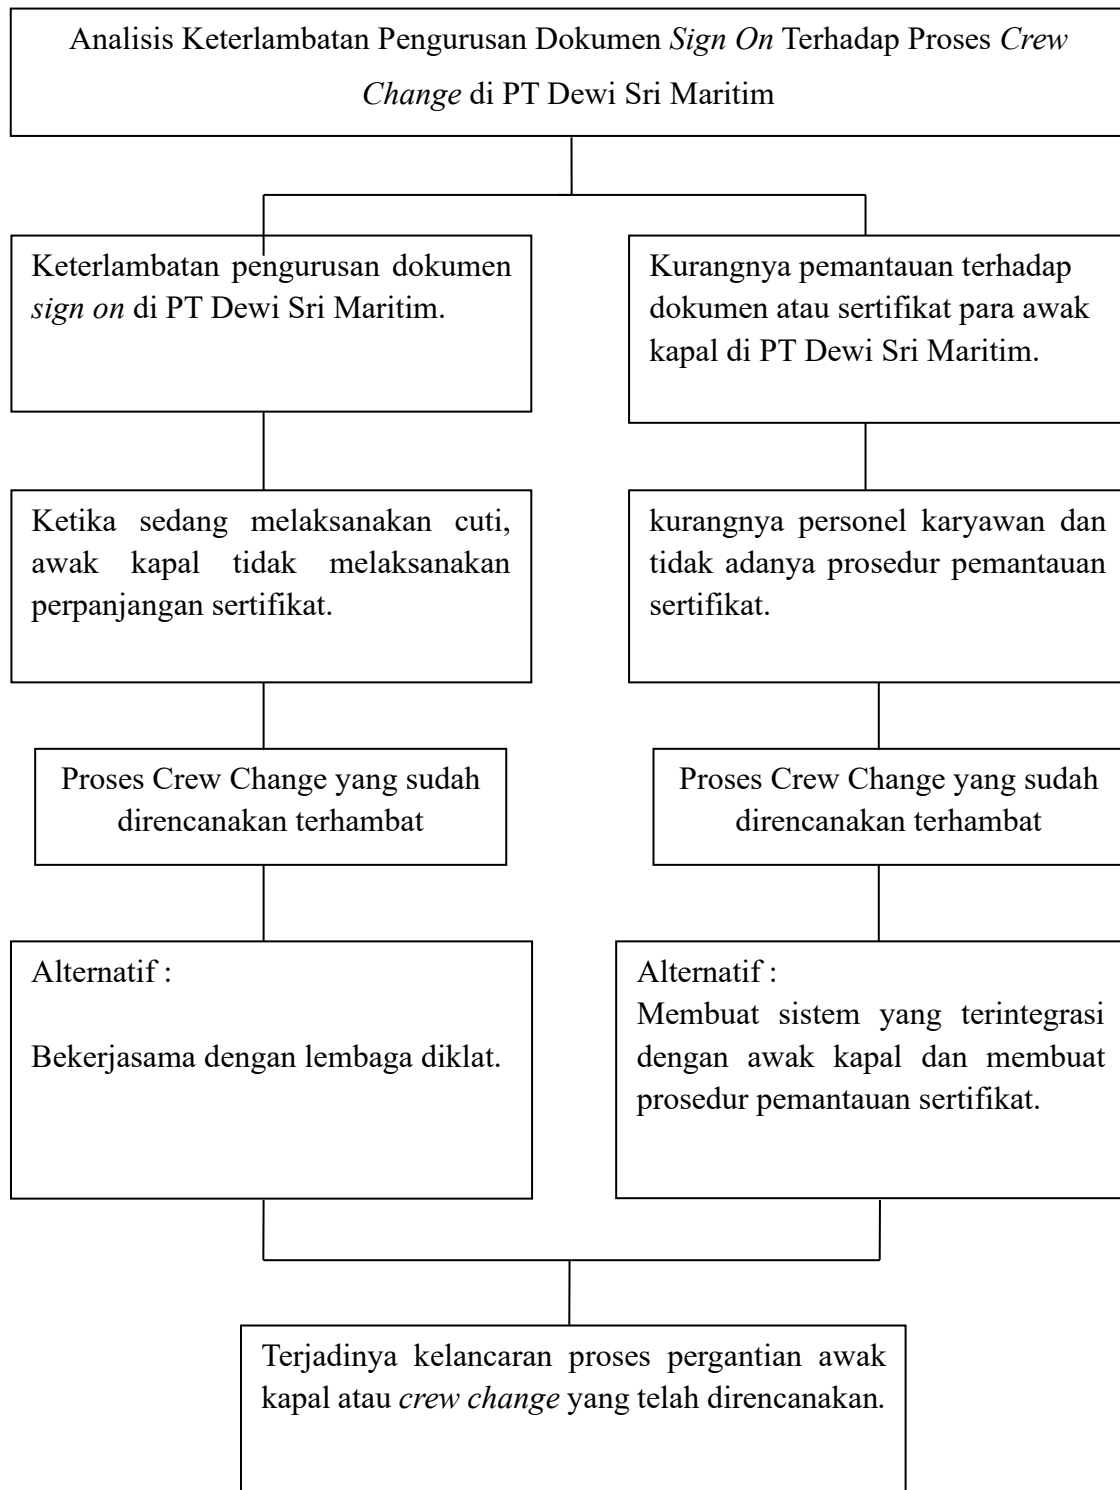 Analisis Keterlambatan Pengurusan Dokumen Sign On Terhadap Proses Crew
Change di PT Dewi Sri Maritim
Keterlambatan pengurusan dokumen
sign on di PT Dewi Sri Maritim.
Kurangnya pemantauan terhadap
dokumen atau sertifikat para awak
kapal di PT Dewi Sri Maritim.
Ketika sedang melaksanakan cuti,
awak kapal tidak melaksanakan
perpanjangan sertifikat.
kurangnya personel karyawan dan
tidak adanya prosedur pemantauan
sertifikat.
Proses Crew Change yang sudah
direncanakan terhambat
Proses Crew Change yang sudah
direncanakan terhambat
Alternatif :
Bekerjasama dengan lembaga diklat.
Alternatif :
Membuat sistem yang terintegrasi
dengan awak kapal dan membuat
prosedur pemantauan sertifikat.
Terjadinya kelancaran proses pergantian awak
kapal atau crew change yang telah direncanakan.